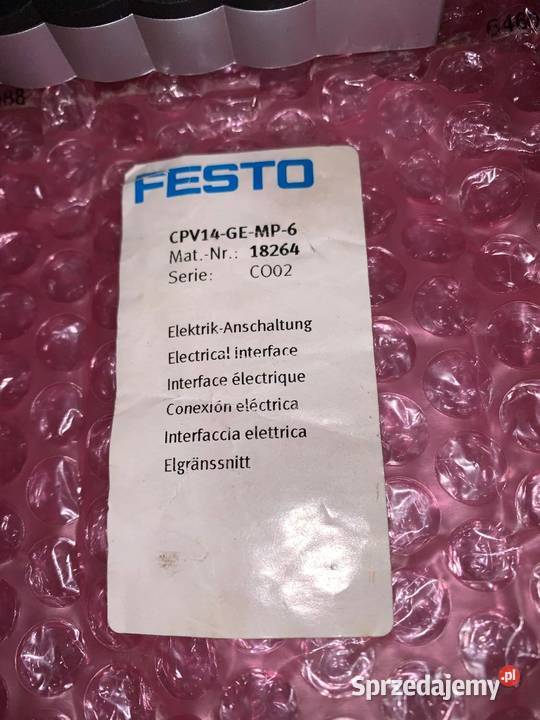 FESTO
CPV14-GE-MP-6
Mat.-Nr.: 18264
Serie: CO02
Elektrik-Anschaltung
Electrical interface
Interface électrique
Conexión eléctrica
Interfaccia elettrica
Elgränssnitt
Sprzedajemy.pl